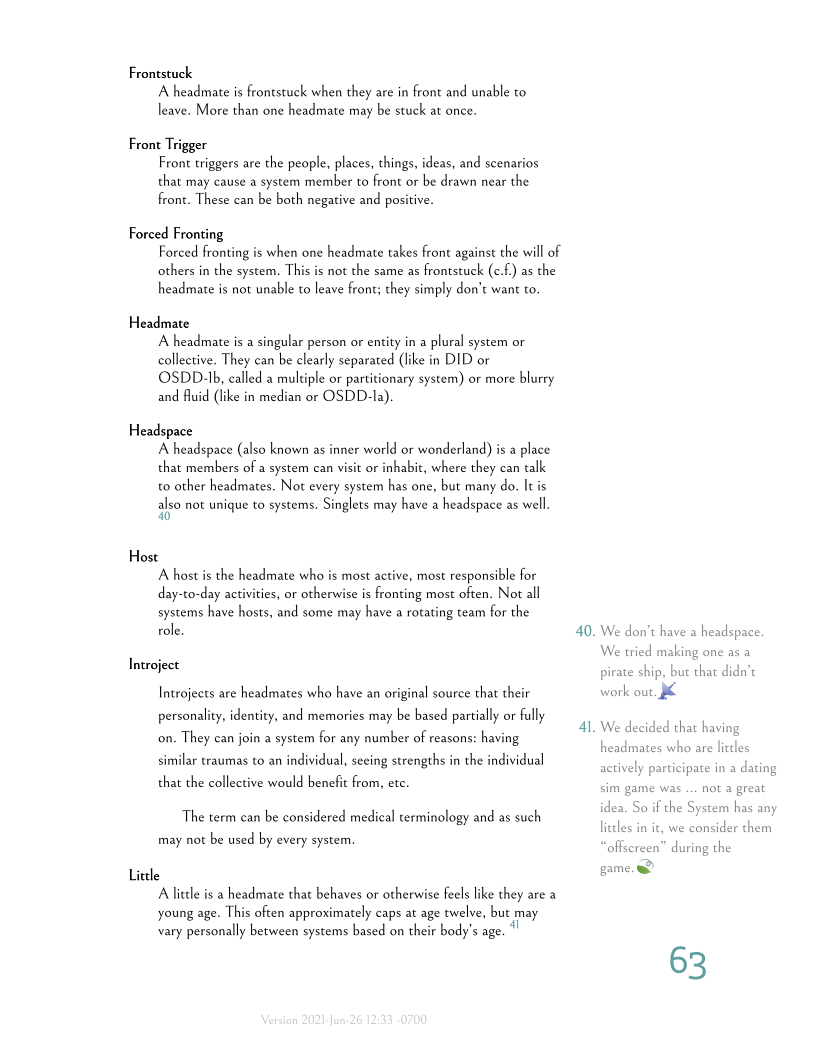 Frontstuck
A headmate is frontstuck when they are in front and unable to
leave. More than one headmate may be stuck at once.
Front Trigger
Front triggers are the people, places, things, ideas, and scenarios
that may cause a system member to front or be drawn near the
front. These can be both negative and positive.
Forced Fronting
Forced fronting is when one headmate takes front against the will of
others in the system. This is not the same as frontstuck (c.f.) as the
headmate is not unable to leave front; they simply don’t want to.
Headmate
A headmate is a singular person or entity in a plural system or
collective. They can be clearly separated (like in DID or
OSDD-1b, called a multiple or partitionary system) or more blurry
and fluid (like in median or OSDD-1a).
Headspace
A headspace (also known as inner world or wonderland) is a place
that members of a system can visit or inhabit, where they can talk
to other headmates. Not every system has one, but many do. It is
also not unique to systems. Singlets may have a headspace as well.
40
Host
A host is the headmate who is most active, most responsible for
day-to-day activities, or otherwise is fronting most often. Not all
systems have hosts, and some may have a rotating team for the
role.
Introject
Introjects are headmates who have an original source that their
personality, identity, and memories may be based partially or fully
on. They can join a system for any number of reasons: having
similar traumas to an individual, seeing strengths in the individual
that the collective would benefit from, etc.
The term can be considered medical terminology and as such
may not be used by every system.
Little
A little is a headmate that behaves or otherwise feels like they are a
young age. This often approximately caps at age twelve, but may
vary personally between systems based on their body’s age. 41
40. We don’t have a headspace.
We tried making one as a
pirate ship, but that didn’t
work out.
41. We decided that having
headmates who are littles
actively participate in a dating
sim game was ... not a great
idea. So if the System has any
littles in it, we consider them
“offscreen” during the
game.
63
Version 2021-Jun-26 12:33 -0700